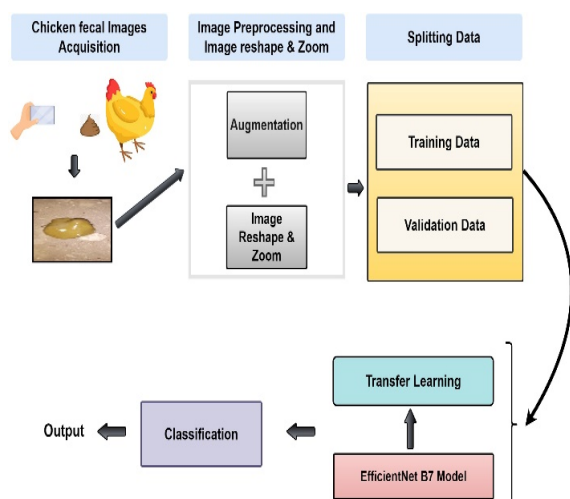 Chicken fecal Images
Acquisition
Image Preprocessing and
Image reshape & Zoom
Splitting Data
Augmentation
Image
Reshape &
Zoom
Training Data
Validation Data
Transfer Learning
EfficientNet B7 Model
Classification
Output